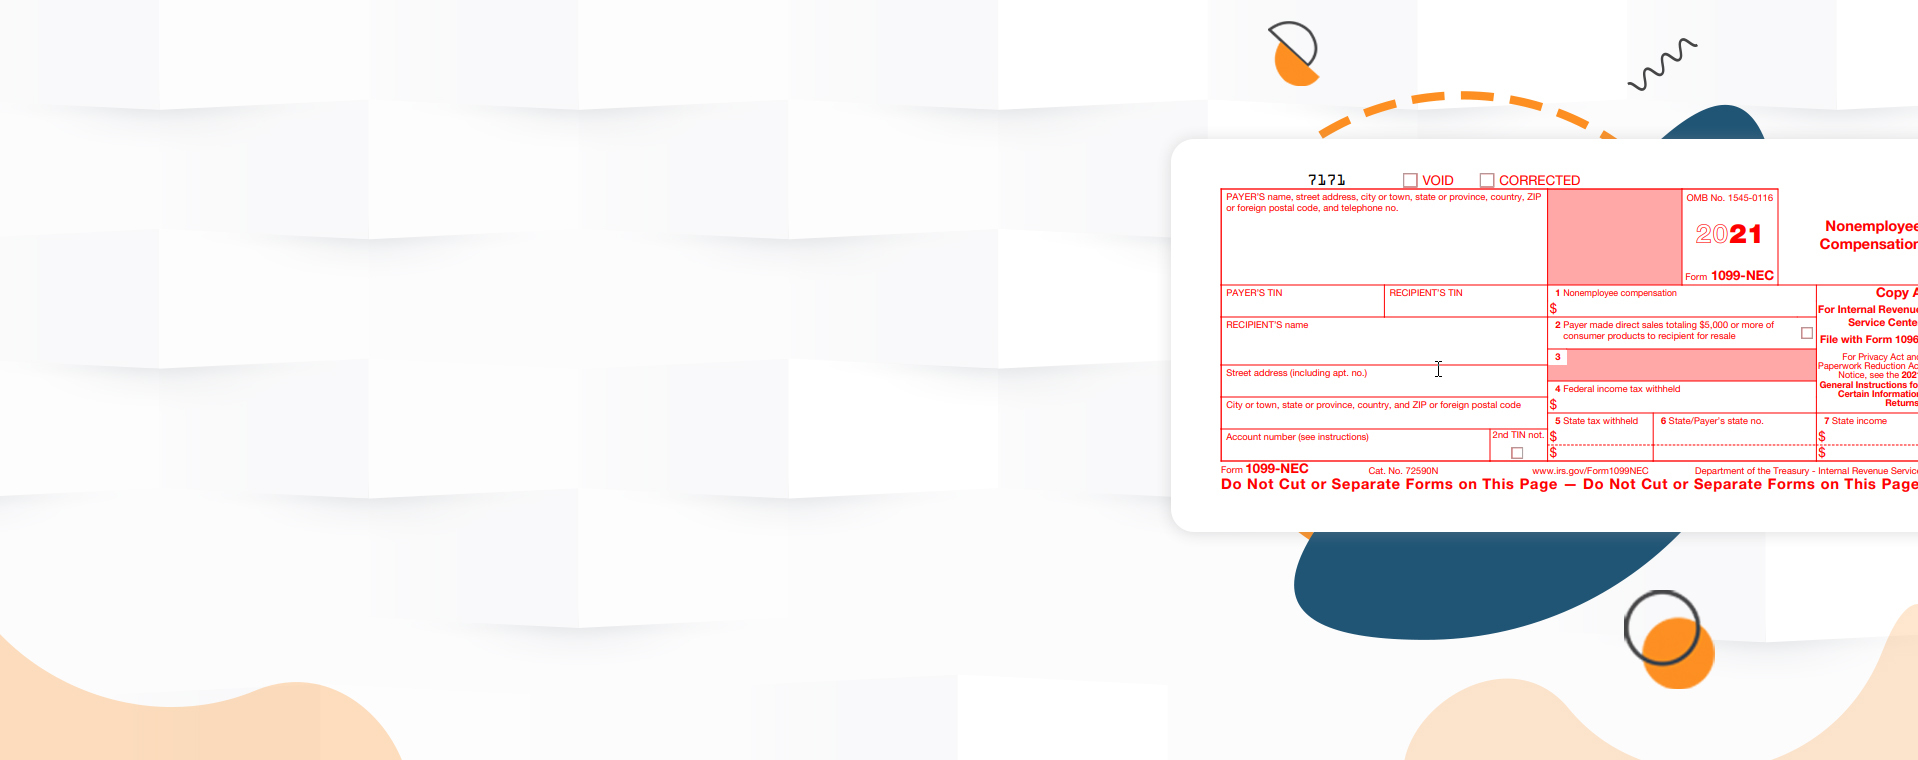 7171 VOID CORRECTED
PAYER'S name, street address, city or town, state or province, country, ZIP
or foreign postal code, and telephone no.
OMB No. 1545-0116
2021
Form 1099-NEC
Nonemployee
Compensation
PAYER'S TIN
RECIPIENT'S TIN
1 Nonemployee compensation
$
Copy A
For Internal Revenue
Service Center
File with Form 1096
RECIPIENT'S name
2 Payer made direct sales totaling $5,000 or more of
consumer products to recipient for resale
3
For Privacy Act and
Paperwork Reduction Act
Notice, see the 2021
General Instructions for
Certain Information
Returns
Street address (including apt. no.)
4 Federal income tax withheld
$
City or town, state or province, country, and ZIP or foreign postal code
5 State tax withheld
$
$
6 State/Payer's state no.
7 State income
$
$
Account number (see instructions)
2nd TIN not.
Form 1099-NEC
Cat. No. 72590N
www.irs.gov/Form1099NEC
Department of the Treasury - Internal Revenue Service
Do Not Cut or Separate Forms on This Page — Do Not Cut or Separate Forms on This Page